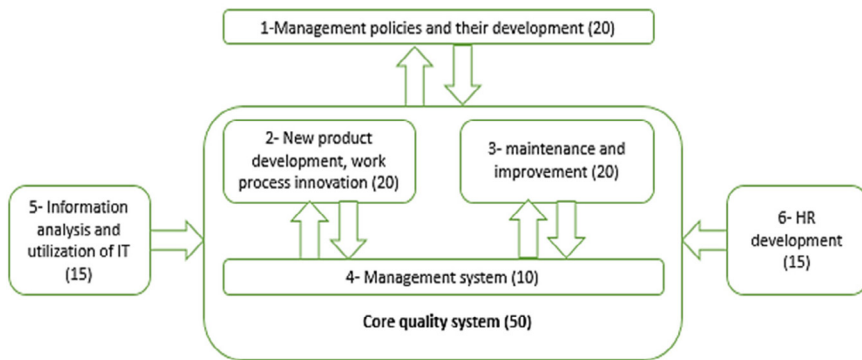 1-Management policies and their development (20)
2- New product
development, work
process innovation (20)
3- maintenance and
improvement (20)
5- Information
analysis and
utilization of IT
(15)
6- HR
development
(15)
4- Management system (10)
Core quality system (50)